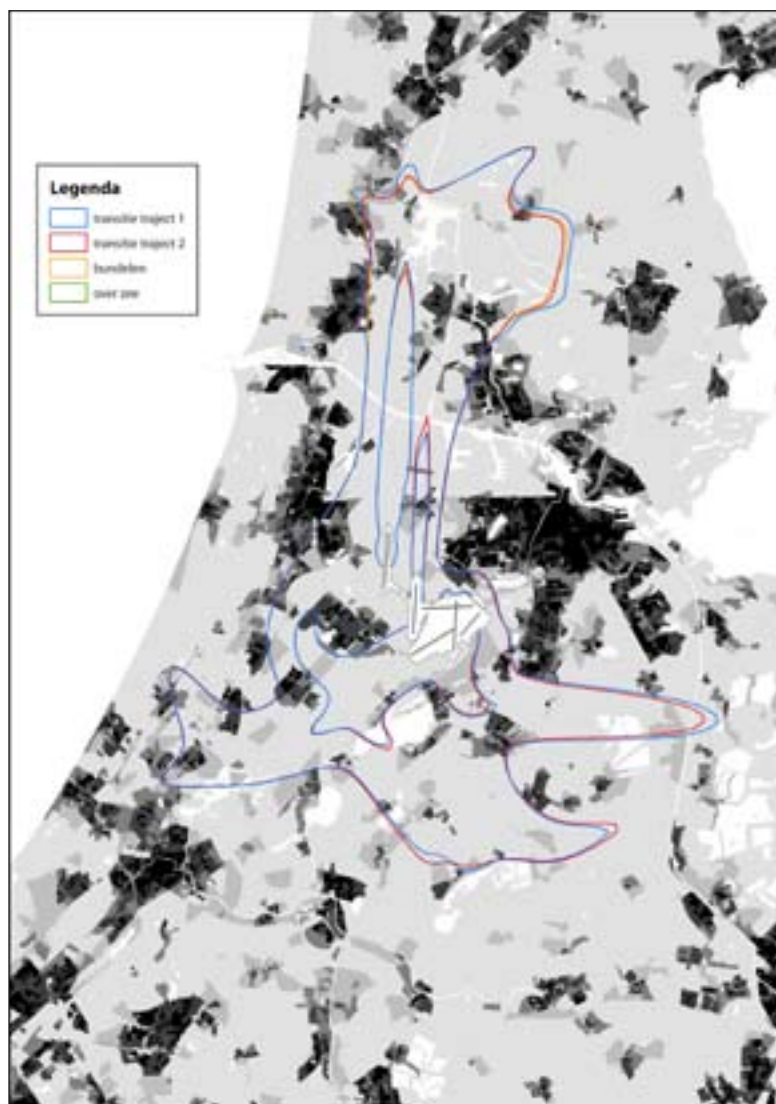 Legenda
transitie traject 1
transitie traject 2
bundelen
over zee